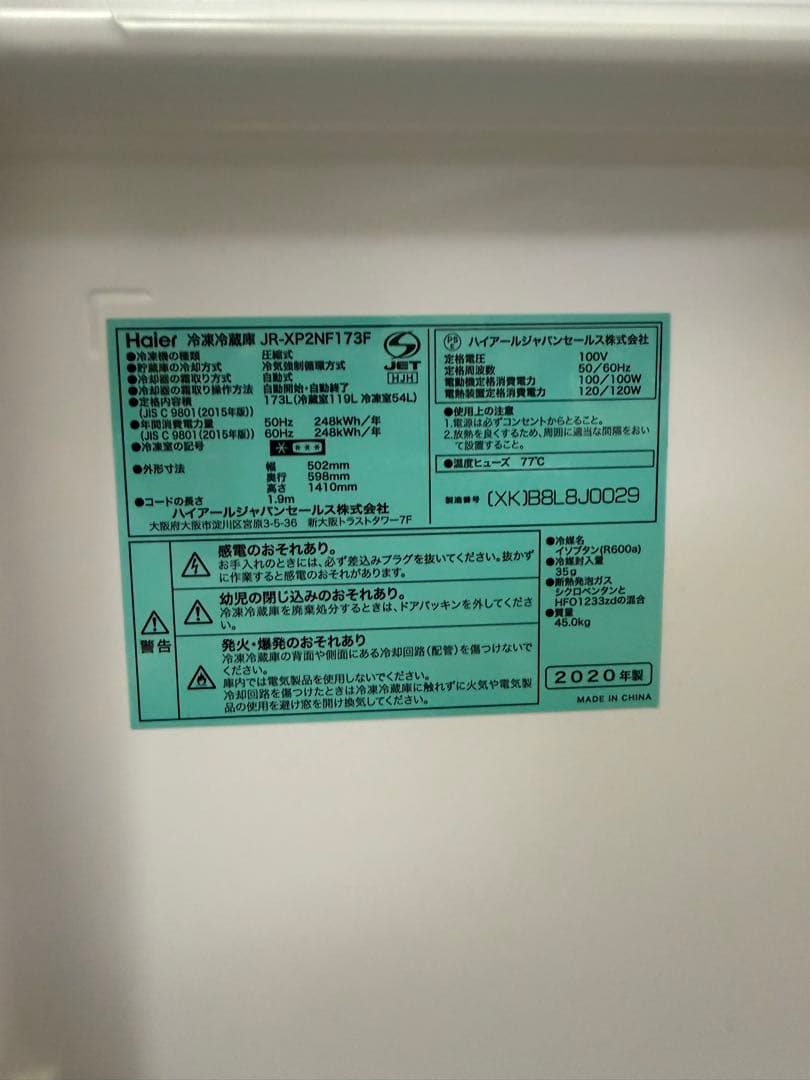 Haier 冷凍冷蔵庫 JR-XP2NF173F
●冷凍機の種類 圧縮式
●貯蔵庫の冷却方式 冷気強制循環方式
●冷却器の霜取り方式 自動式
●冷却器の霜取り操作方法 自動開始・自動終了
●定格内容積 173L(冷蔵室119L 冷凍室54L)
(JIS C 9801(2015年版))
●年間消費電力量 50Hz 248kWh/年
(JIS C 9801(2015年版)) 60Hz 248kWh/年
●冷凍室の記号
●外形寸法 幅 502mm
奥行 598mm
高さ 1410mm
●コードの長さ 1.9m
ハイアールジャパンセールス株式会社
大阪府大阪市淀川区宮原3-5-36 新大阪トラストタワー7F
JET
HJH
PS
E
ハイアールジャパンセールス株式会社
定格電圧 100V
定格周波数 50/60Hz
電動機定格消費電力 100/100W
電熱装置定格消費電力 120/120W
●使用上の注意
1.電源は必ずコンセントからとること。
2.放熱を良くするため、周囲に適当な間隔をおい
て設置すること。
●温度ヒューズ 77℃
製造番号 (XK)B8L8J0029
警告
感電のおそれあり。
お手入れのときには、必ず差込みプラグを抜いてください。抜かず
に作業すると感電のおそれがあります。
幼児の閉じ込みのおそれあり。
冷凍冷蔵庫を廃棄処分するときは、ドアパッキンを外してくださ
い。
発火・爆発のおそれあり
冷凍冷蔵庫の背面や側面にある冷却回路(配管)を傷つけないで
ください。
庫内では電気製品を使用しないでください。
冷却回路を傷つけたときは冷凍冷蔵庫に触れずに火気や電気製
品の使用を避け窓を開け換気してください。
●冷媒名
イソブタン(R600a)
●冷媒封入量
35g
●断熱発泡ガス
シクロペンタンと
HFO1233zdの混合
●質量
45.0kg
2020年製
MADE IN CHINA